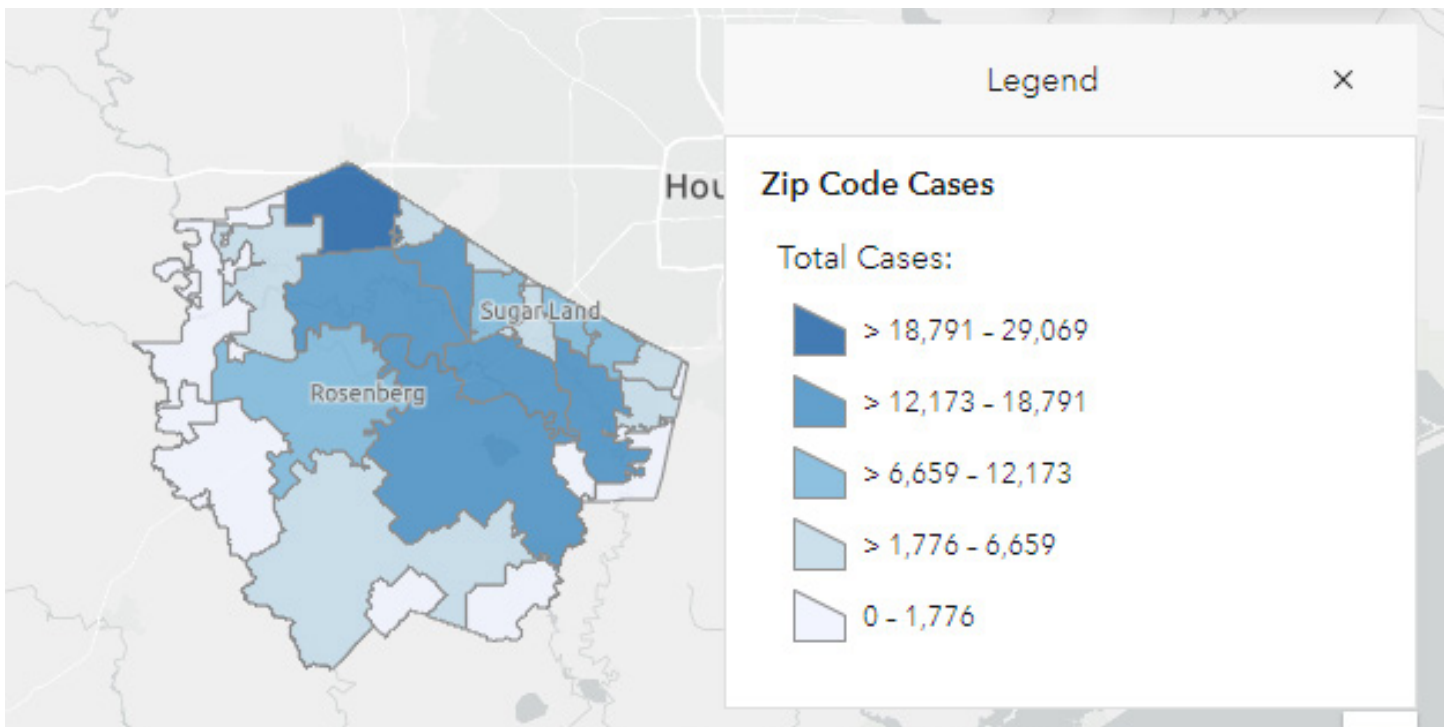 Legend
Hou
Zip Code Cases
Total Cases:
Sugar Land
> 18,791 - 29,069
Rosenberg
> 12,173 - 18,791
> 6,659 - 12,173
> 1,776 - 6,659
0 - 1,776